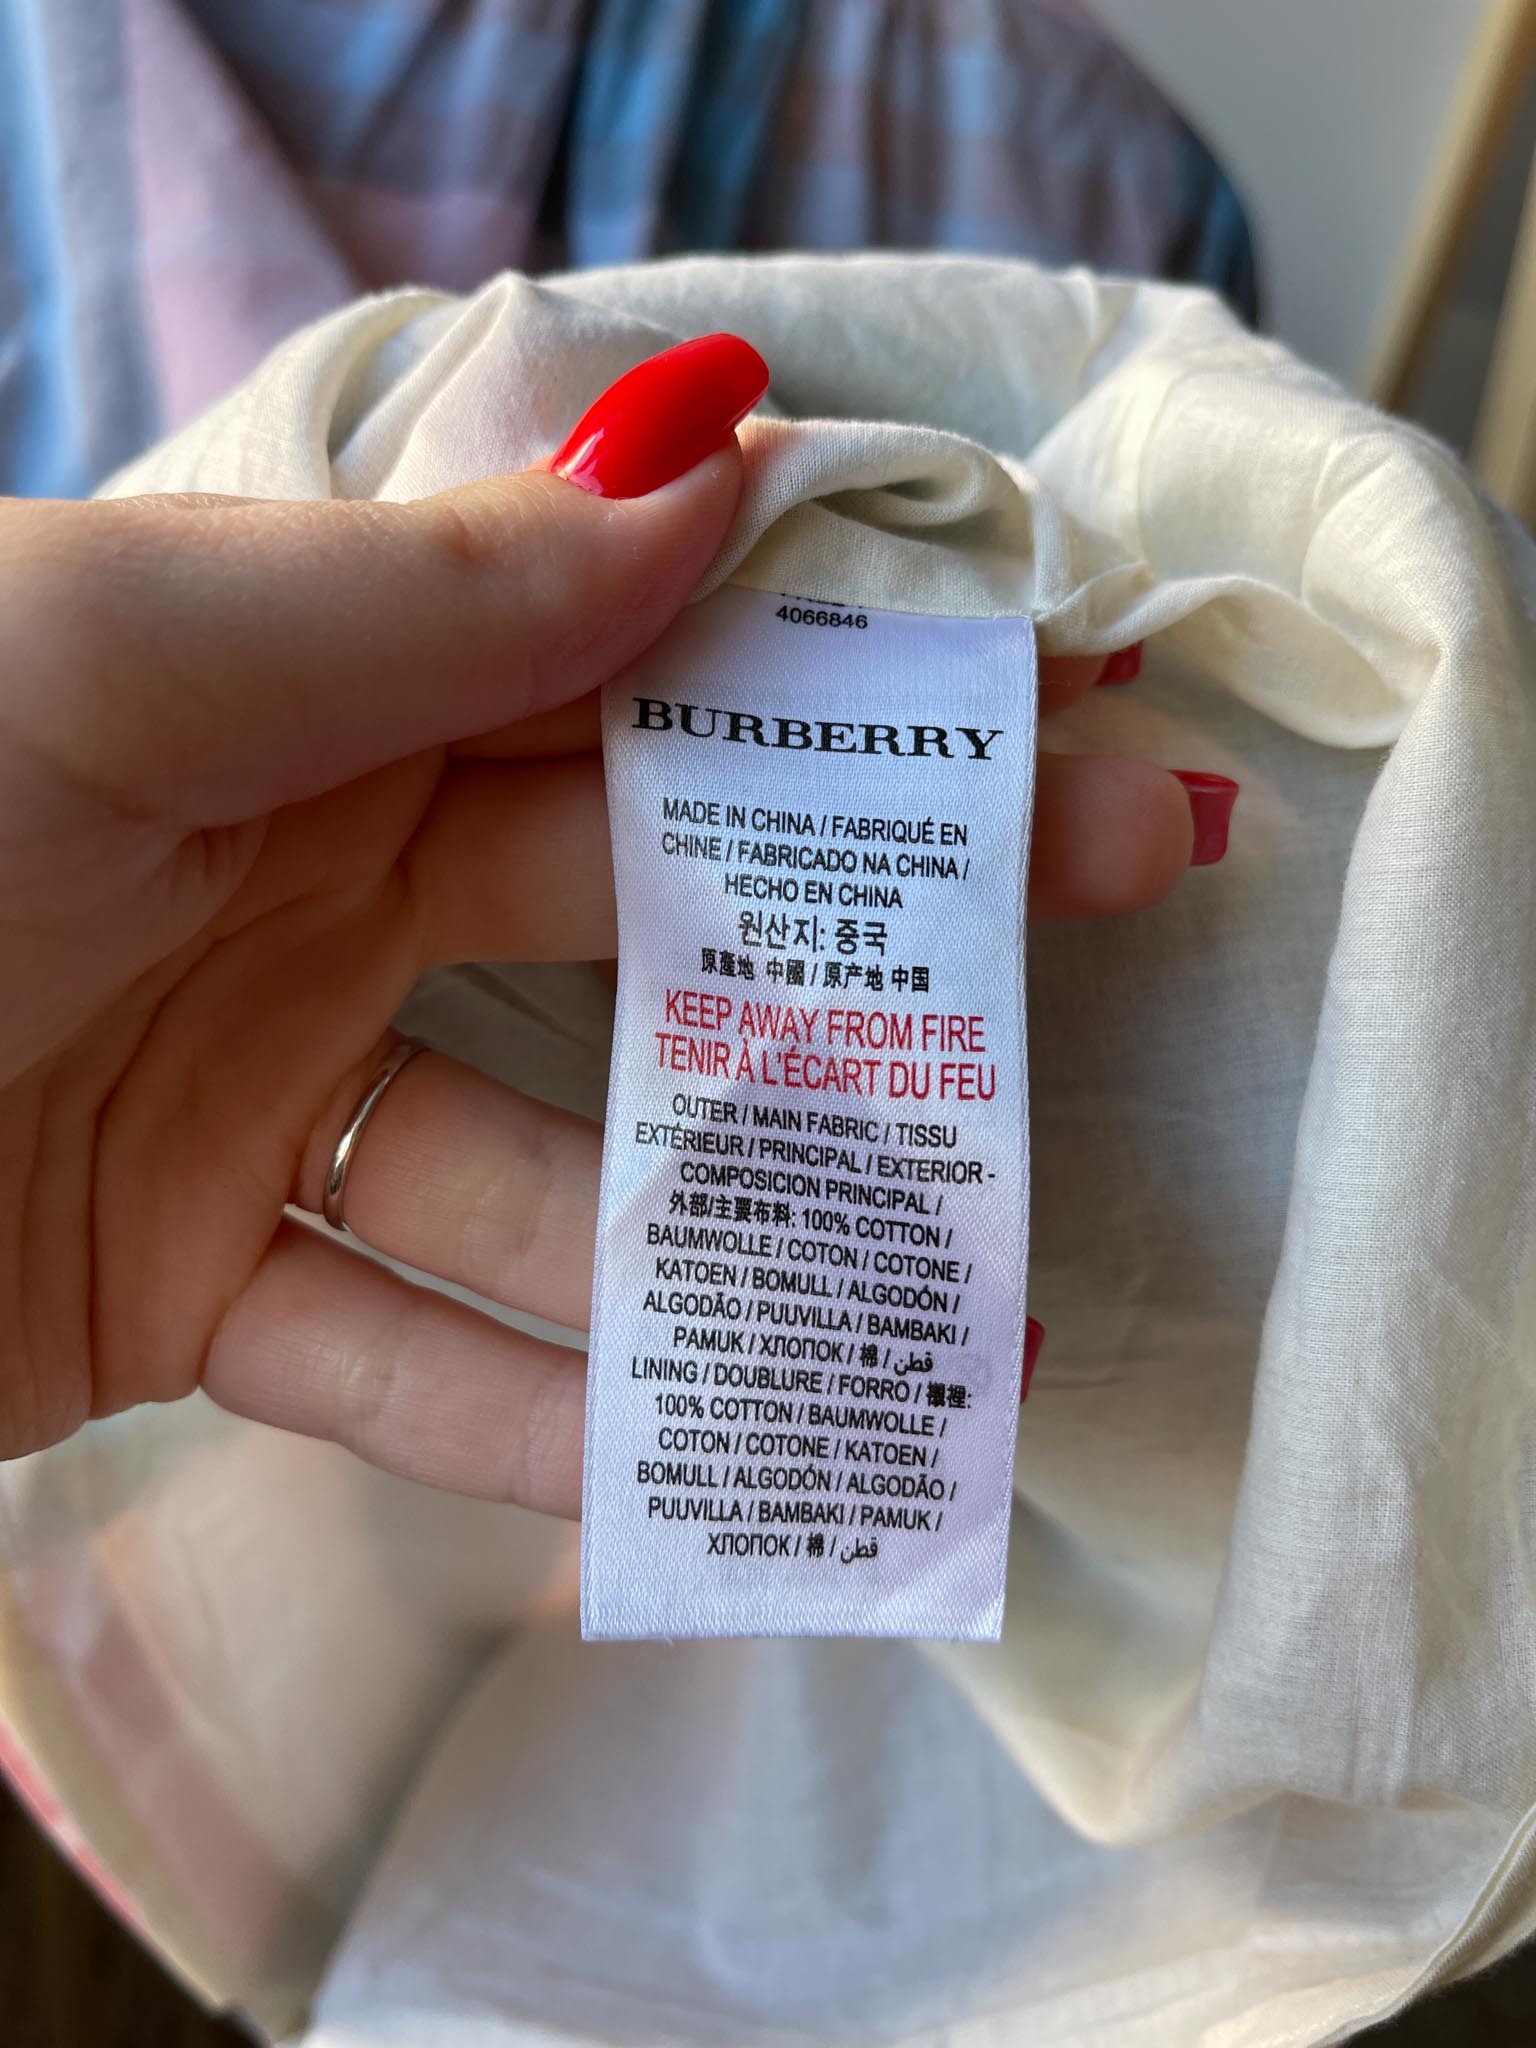 4066846
BURBERRY
MADE IN CHINA / FABRIQUÉ EN
CHINE / FABRICADO NA CHINA /
HECHO EN CHINA
원산지: 중국
原產地 中國 / 原产地 中国
KEEP AWAY FROM FIRE
TENIR À L'ÉCART DU FEU
OUTER / MAIN FABRIC / TISSU
EXTÉRIEUR / PRINCIPAL / EXTERIOR -
COMPOSICION PRINCIPAL /
外部/主要布料: 100% COTTON /
BAUMWOLLE / COTON / COTONE /
KATOEN / BOMULL / ALGODÓN /
ALGODÃO / PUUVILLA / BAMBAKI /
PAMUK / ХЛОПОК / 棉 / قطن
LINING / DOUBLURE / FORRO / 襯裡:
100% COTTON / BAUMWOLLE /
COTON / COTONE / KATOEN /
BOMULL / ALGODÓN / ALGODÃO /
PUUVILLA / BAMBAKI / PAMUK /
ХЛОПОК / 棉 / قطن